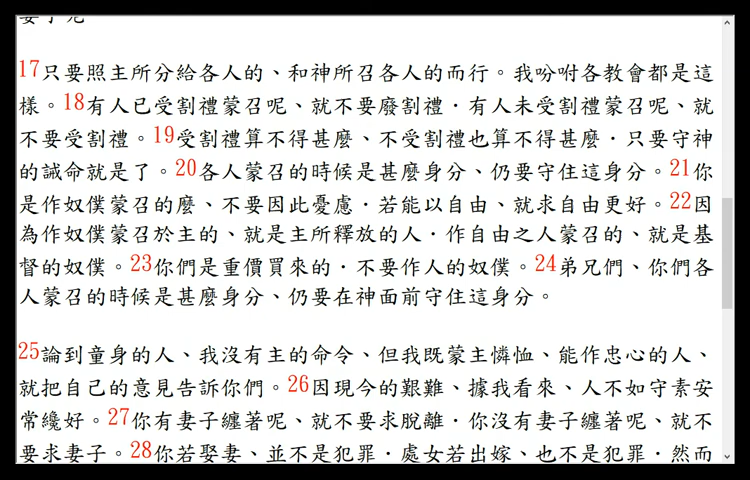 17只要照主所分給各人的、和神所召各人的而行。我吩咐各教會都是這
樣。18有人已受割禮蒙召呢、就不要廢割禮．有人未受割禮蒙召呢、就
不要受割禮。19受割禮算不得甚麼、不受割禮也算不得甚麼．只要守神
的誡命就是了。20各人蒙召的時候是甚麼身分、仍要守住這身分。21你
是作奴僕蒙召的麼、不要因此憂慮．若能以自由、就求自由更好。22因
為作奴僕蒙召於主的、就是主所釋放的人．作自由之人蒙召的、就是基
督的奴僕。23你們是重價買來的．不要作人的奴僕。24弟兄們、你們各
人蒙召的時候是甚麼身分、仍要在神面前守住這身分。
25論到童身的人、我沒有主的命令、但我既蒙主憐恤、能作忠心的人、
就把自己的意見告訴你們。26因現今的艱難、據我看來、人不如守素安
常纔好。27你有妻子纏著呢、就不要求脫離．你沒有妻子纏著呢、就不
要求妻子。28你若娶妻、並不是犯罪．處女若出嫁、也不是犯罪．然而